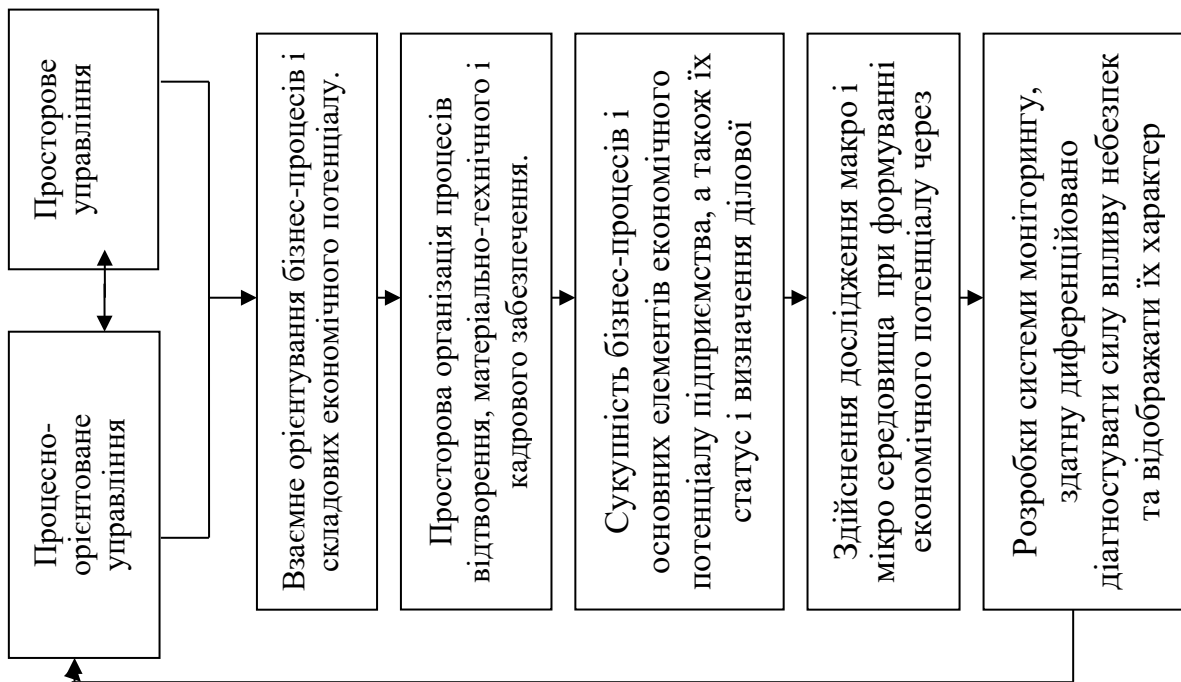 Процесно-
орієнтоване
управління
Просторове
управління
Взаємне орієнтування бізнес-процесів і
складових економічного потенціалу.
Просторова організація процесів
відтворення, матеріально-технічного і
кадрового забезпечення.
Сукупність бізнес-процесів і
основних елементів економічного
потенціалу підприємства, а також їх
статус і визначення ділової
Здійснення дослідження макро і
мікро середовища при формуванні
економічного потенціалу через
Розробки системи моніторингу,
здатну диференційовано
діагностувати силу впливу небезпек
та відображати їх характер